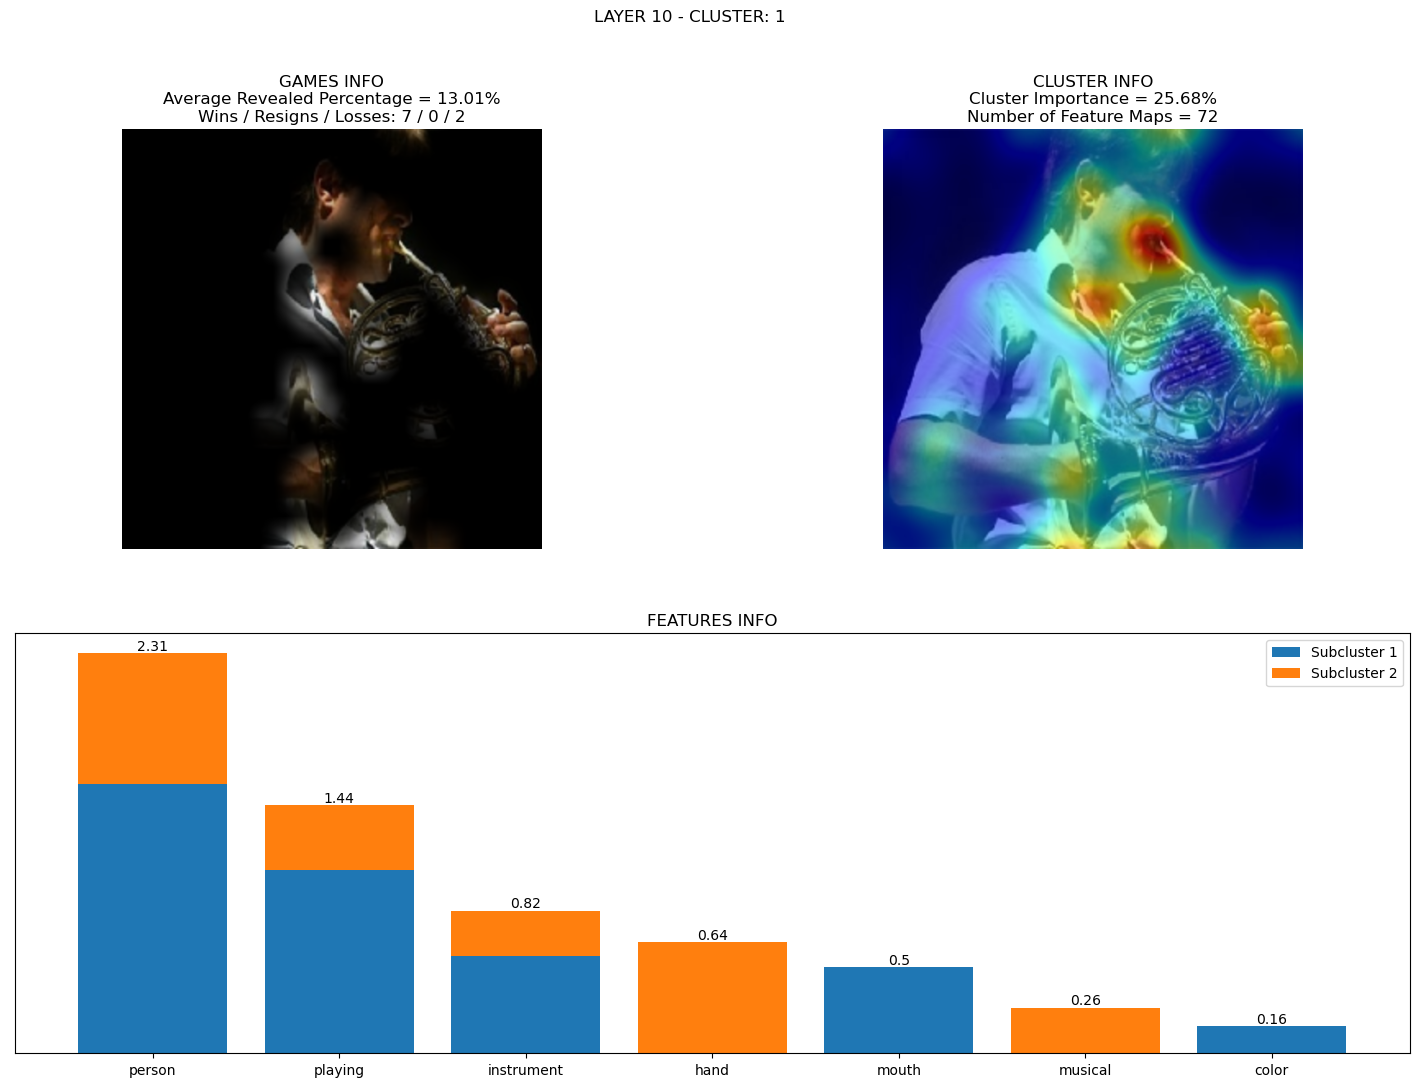 LAYER 10 - CLUSTER: 1
GAMES INFO
Average Revealed Percentage = 13.01%
Wins / Resigns / Losses: 7 / 0 / 2
CLUSTER INFO
Cluster Importance = 25.68%
Number of Feature Maps = 72
FEATURES INFO
Subcluster 1
Subcluster 2
2.31
1.44
0.82
0.64
0.5
0.26
0.16
person
playing
instrument
hand
mouth
musical
color